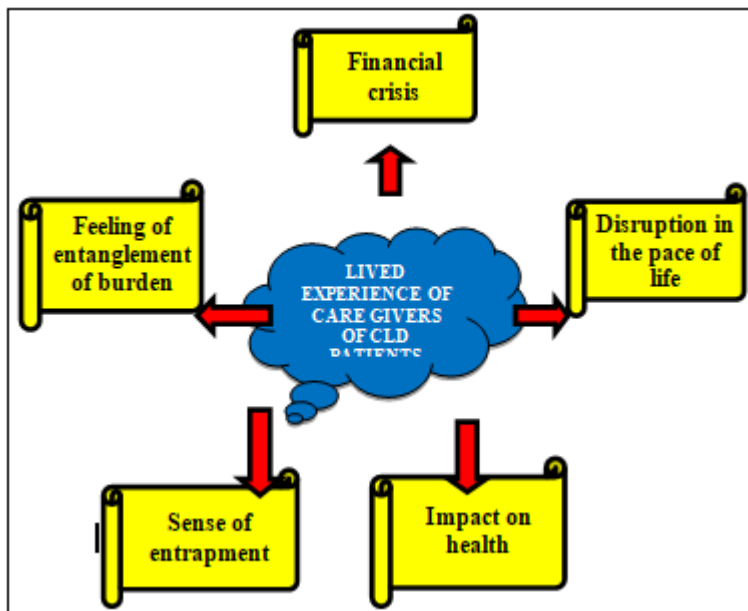 Financial
crisis
Feeling of
entanglement
of burden
Disruption in
the pace of
life
LIVED
EXPERIENCE OF
CARE GIVERS
OF CLD
PATIENTS
Sense of
entrapment
Impact on
health